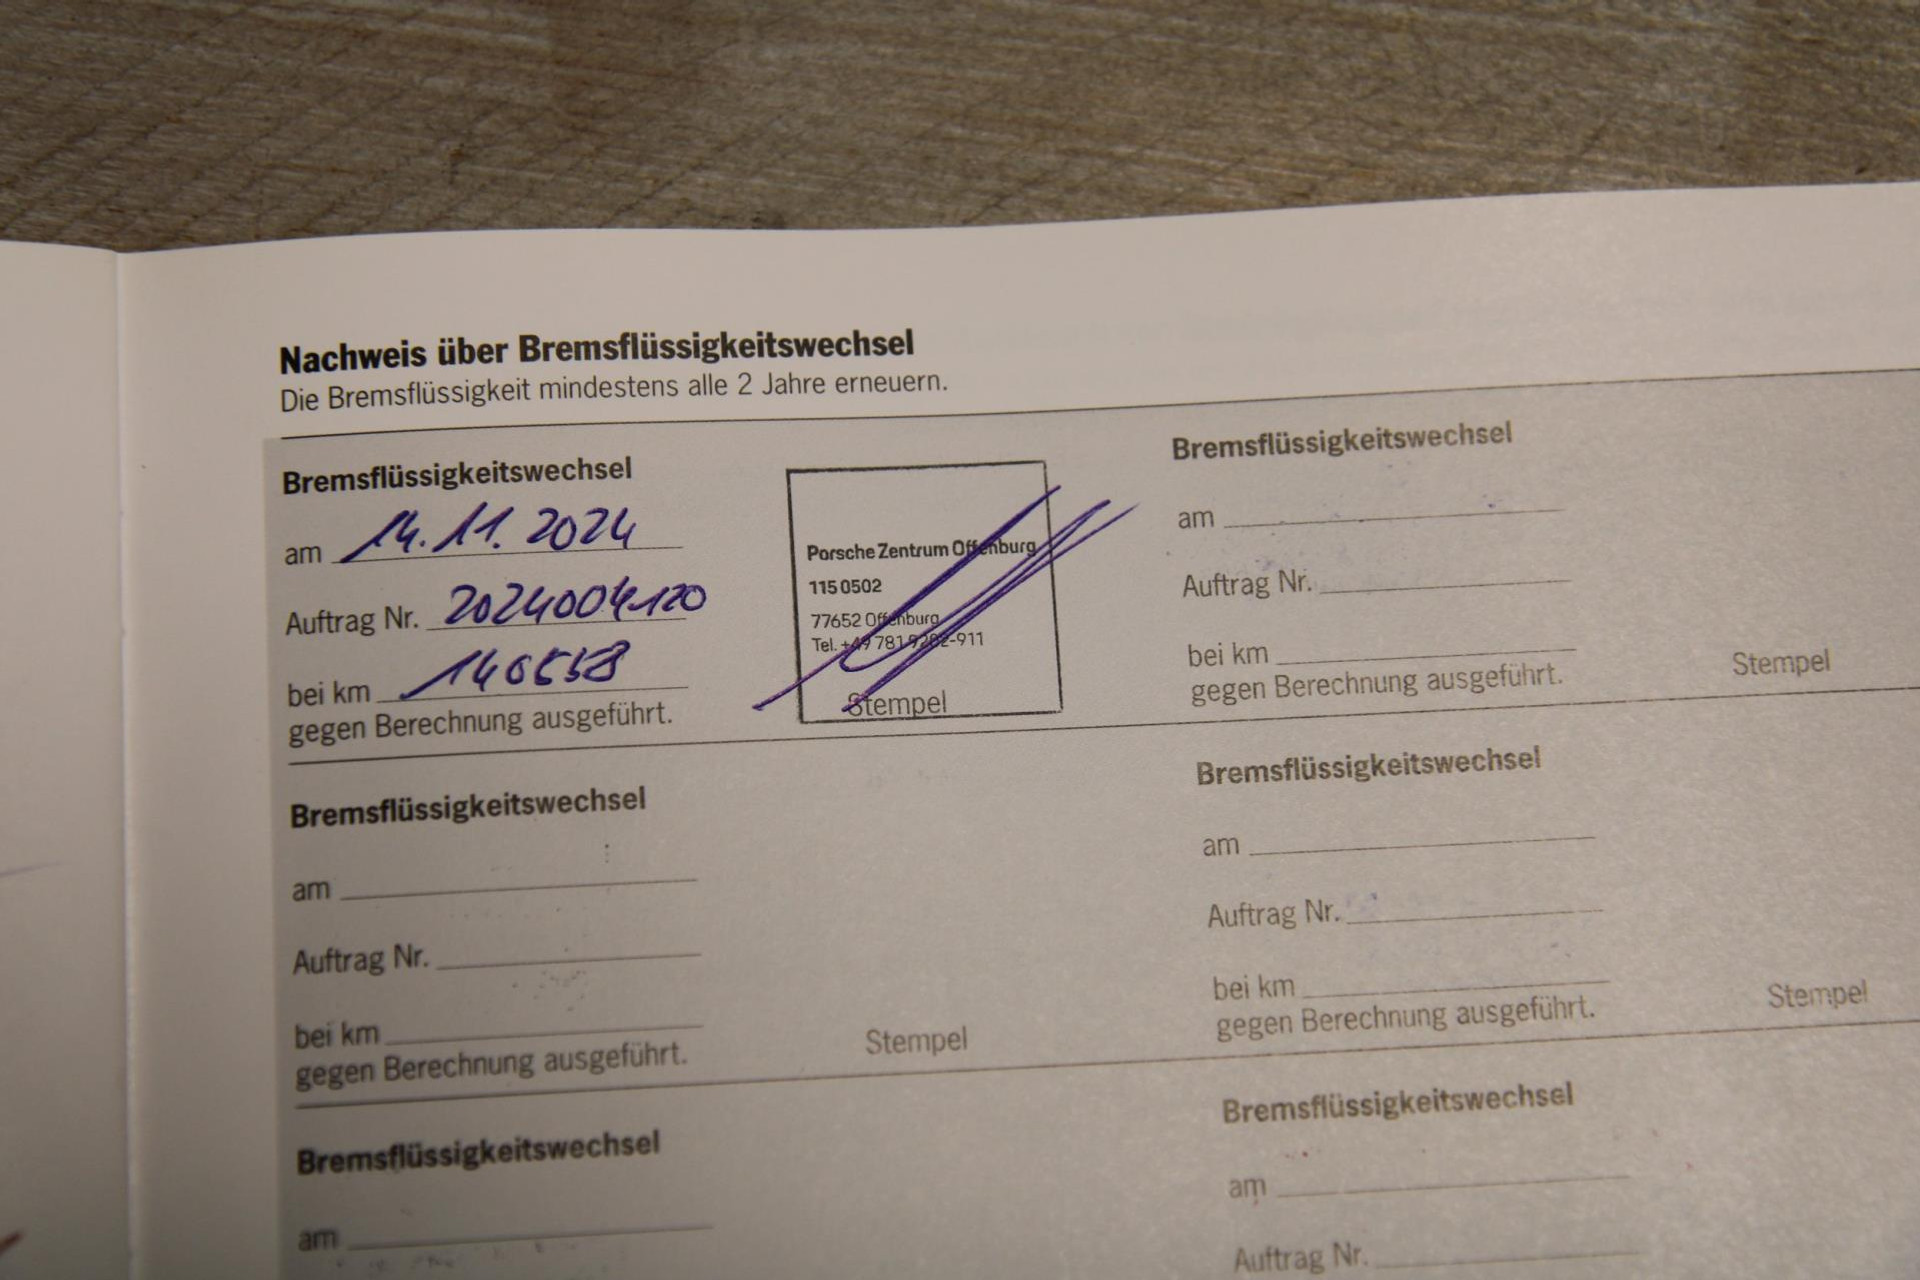 Nachweis über Bremsflüssigkeitswechsel
Die Bremsflüssigkeit mindestens alle 2 Jahre erneuern.
Bremsflüssigkeitswechsel
am 14.11.2024
Auftrag Nr. 2024004120
bei km
gegen Berechnung ausgeführt.
Porsche Zentrum Offenburg
1150502
77652 Offenburg
Tel. +49 781 9282-911
Stempel
Bremsflüssigkeitswechsel
am
Auftrag Nr.
bei km
gegen Berechnung ausgeführt.
Stempel
Bremsflüssigkeitswechsel
am
Auftrag Nr.
bei km
gegen Berechnung ausgeführt.
Stempel
Bremsflüssigkeitswechsel
am
Auftrag Nr.
bei km
gegen Berechnung ausgeführt.
Stempel
Bremsflüssigkeitswechsel
am
Bremsflüssigkeitswechsel
am
Auftrag Nr.